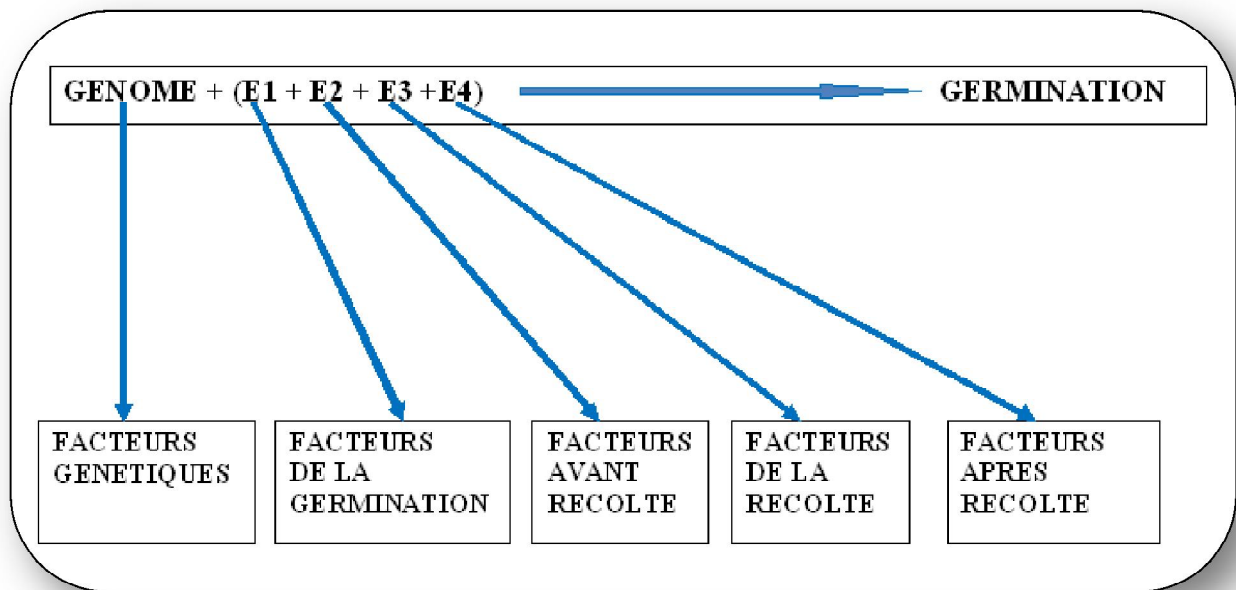 GENOME + (E1 + E2 + E3 +E4) GERMINATION
FACTEURS
GENETIQUES
FACTEURS
DE LA
GERMINATION
FACTEURS
AVANT
RECOLTE
FACTEURS
DE LA
RECOLTE
FACTEURS
APRES
RECOLTE